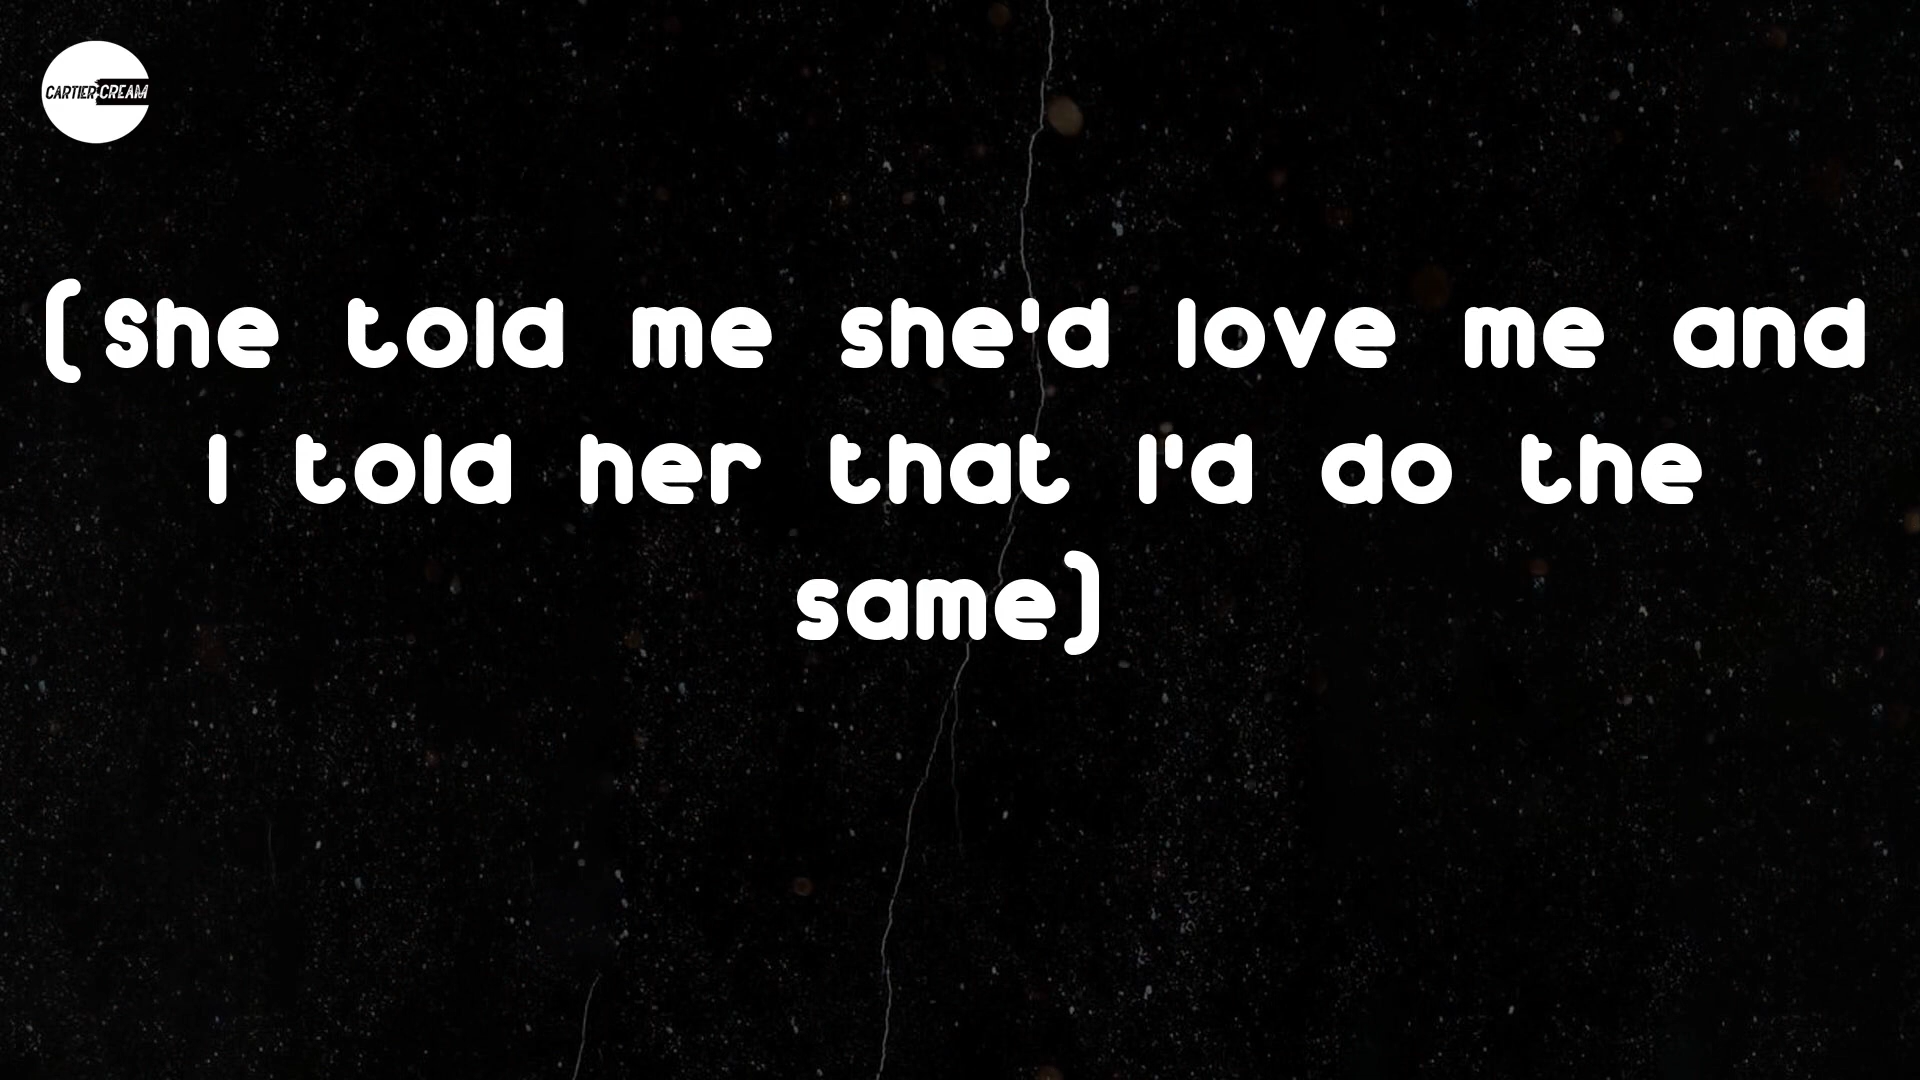 CARTIER CREAM
(She told me she'd love me and
I told her that I'd do the
same)